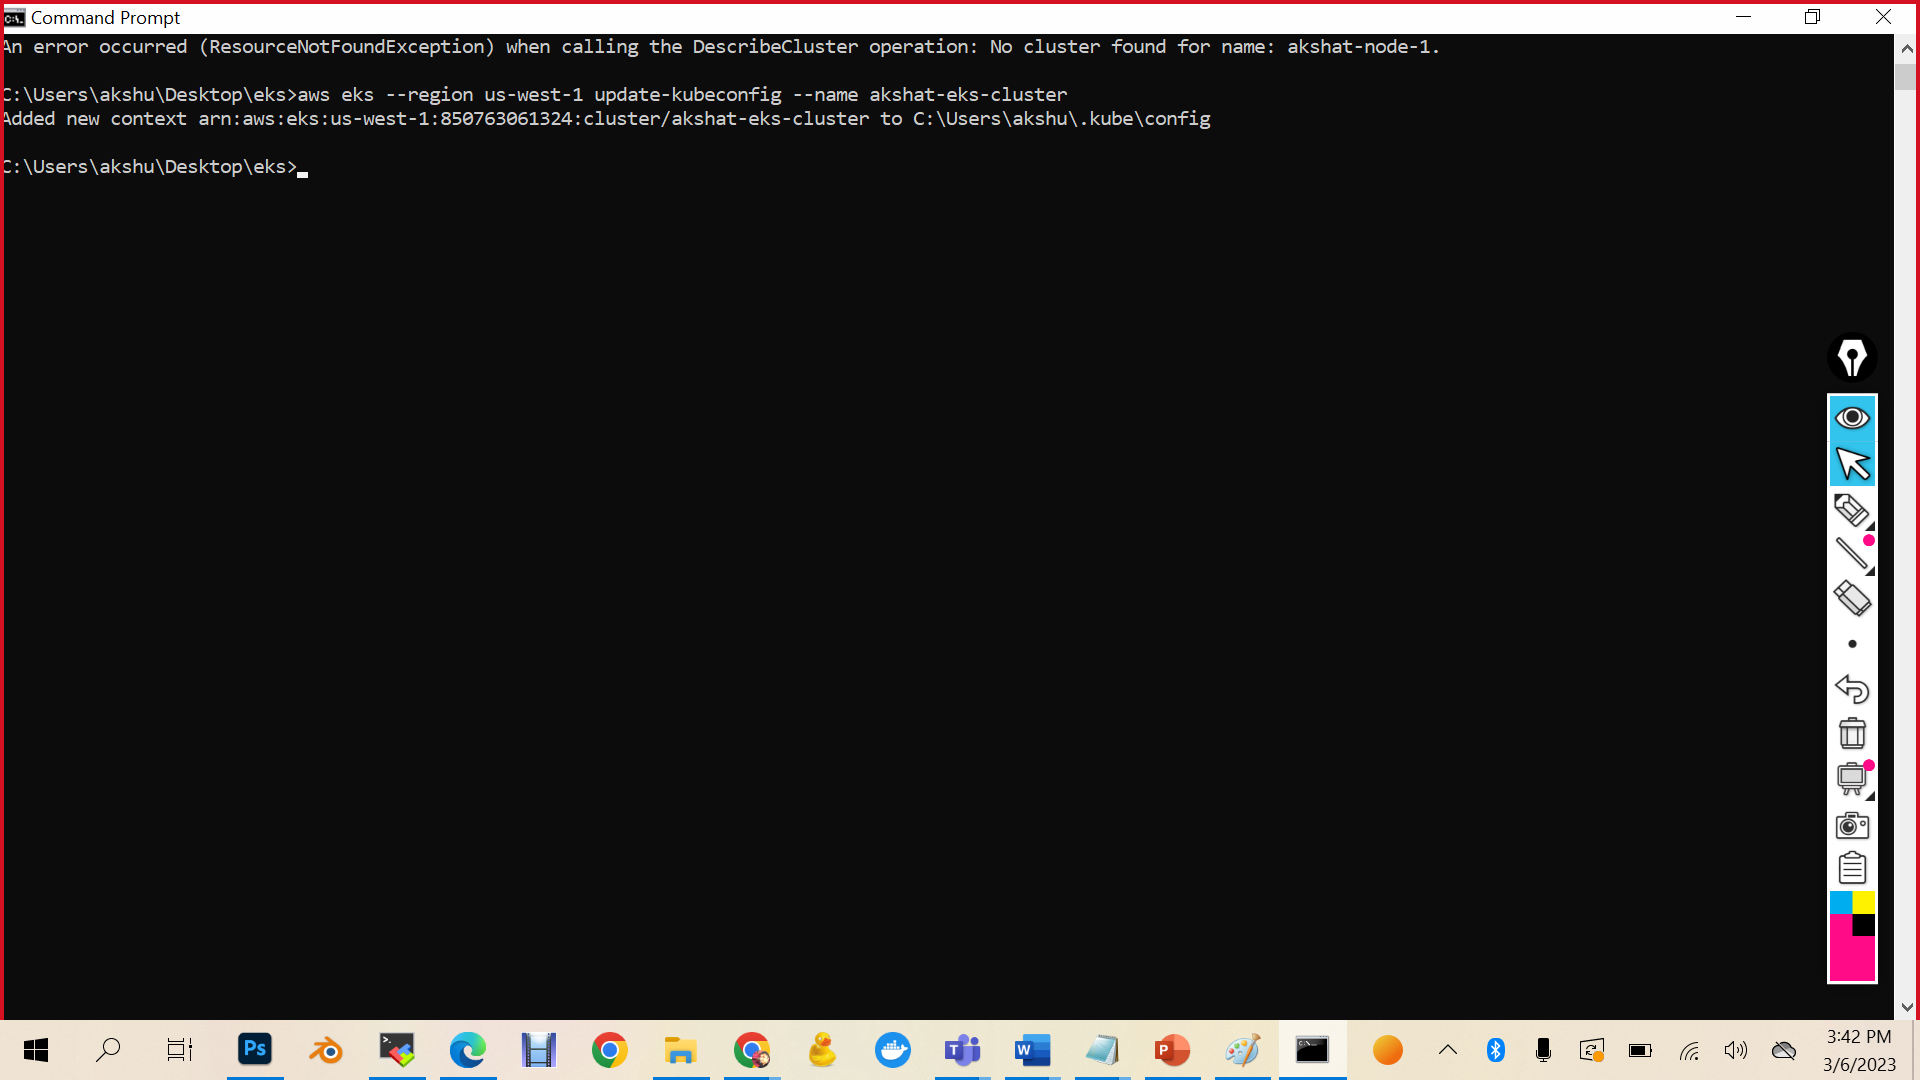 Command Prompt
An error occurred (ResourceNotFoundException) when calling the DescribeCluster operation: No cluster found for name: akshat-node-1.
C:\Users\akshu\Desktop\eks>aws eks --region us-west-1 update-kubeconfig --name akshat-eks-cluster
Added new context arn:aws:eks:us-west-1:850763061324:cluster/akshat-eks-cluster to C:\Users\akshu\.kube\config
C:\Users\akshu\Desktop\eks>
Ps
W
P
3:42 PM
3/6/2023